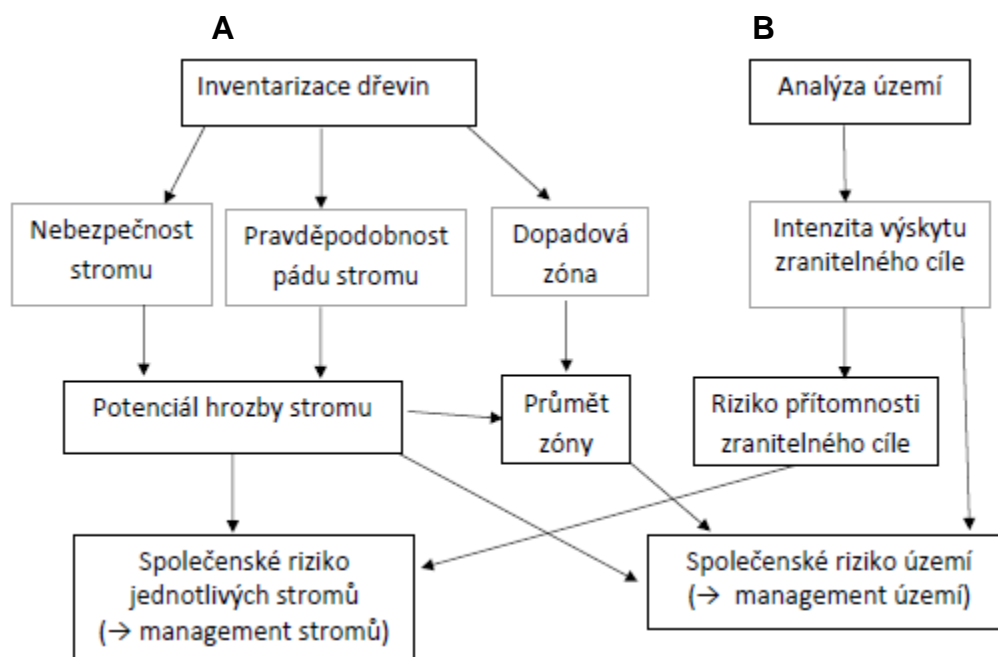 A
B
Inventarizace dřevin
Analýza území
Nebezpečnost
stromu
Pravděpodobnost
pádu stromu
Dopadová
zóna
Intenzita výskytu
zranitelného cíle
Potenciál hrozby stromu
Průmět
zóny
Riziko přítomnosti
zranitelného cíle
Společenské riziko
jednotlivých stromů
(→ management stromů)
Společenské riziko území
(→ management území)